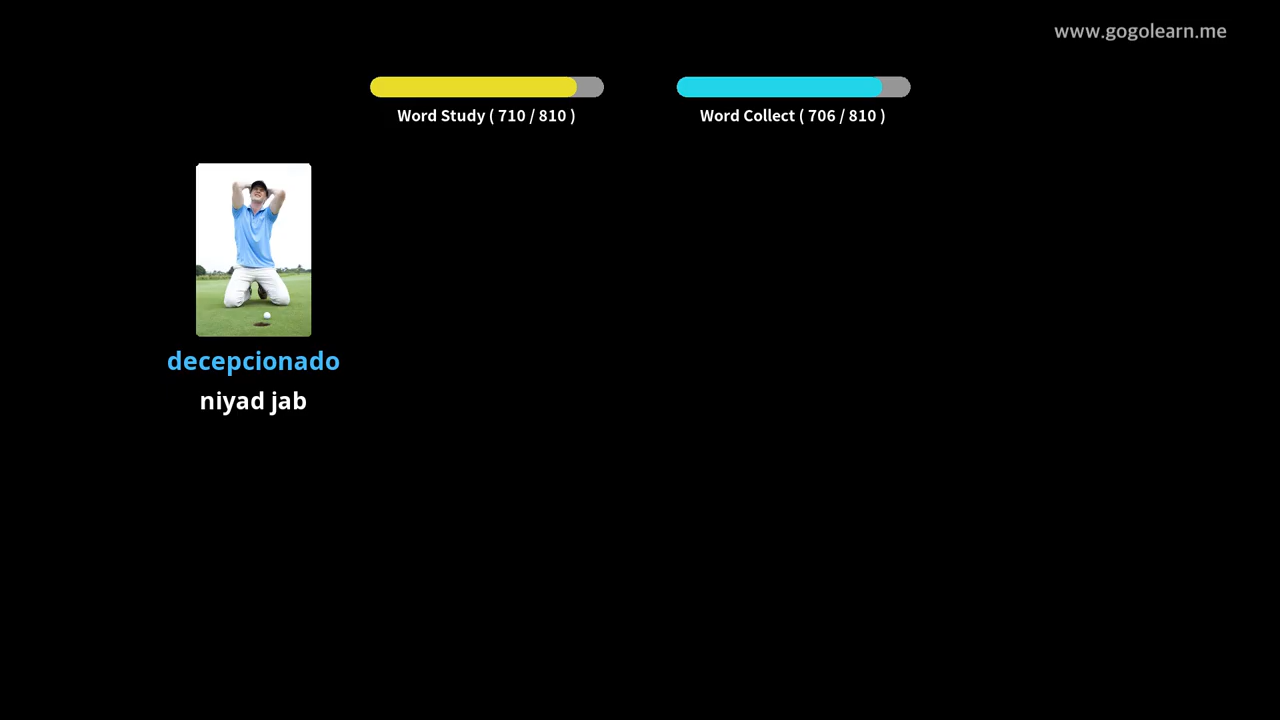 www.gogolearn.me
Word Study ( 710 / 810 )
Word Collect ( 706 / 810 )
decepcionado
niyad jab